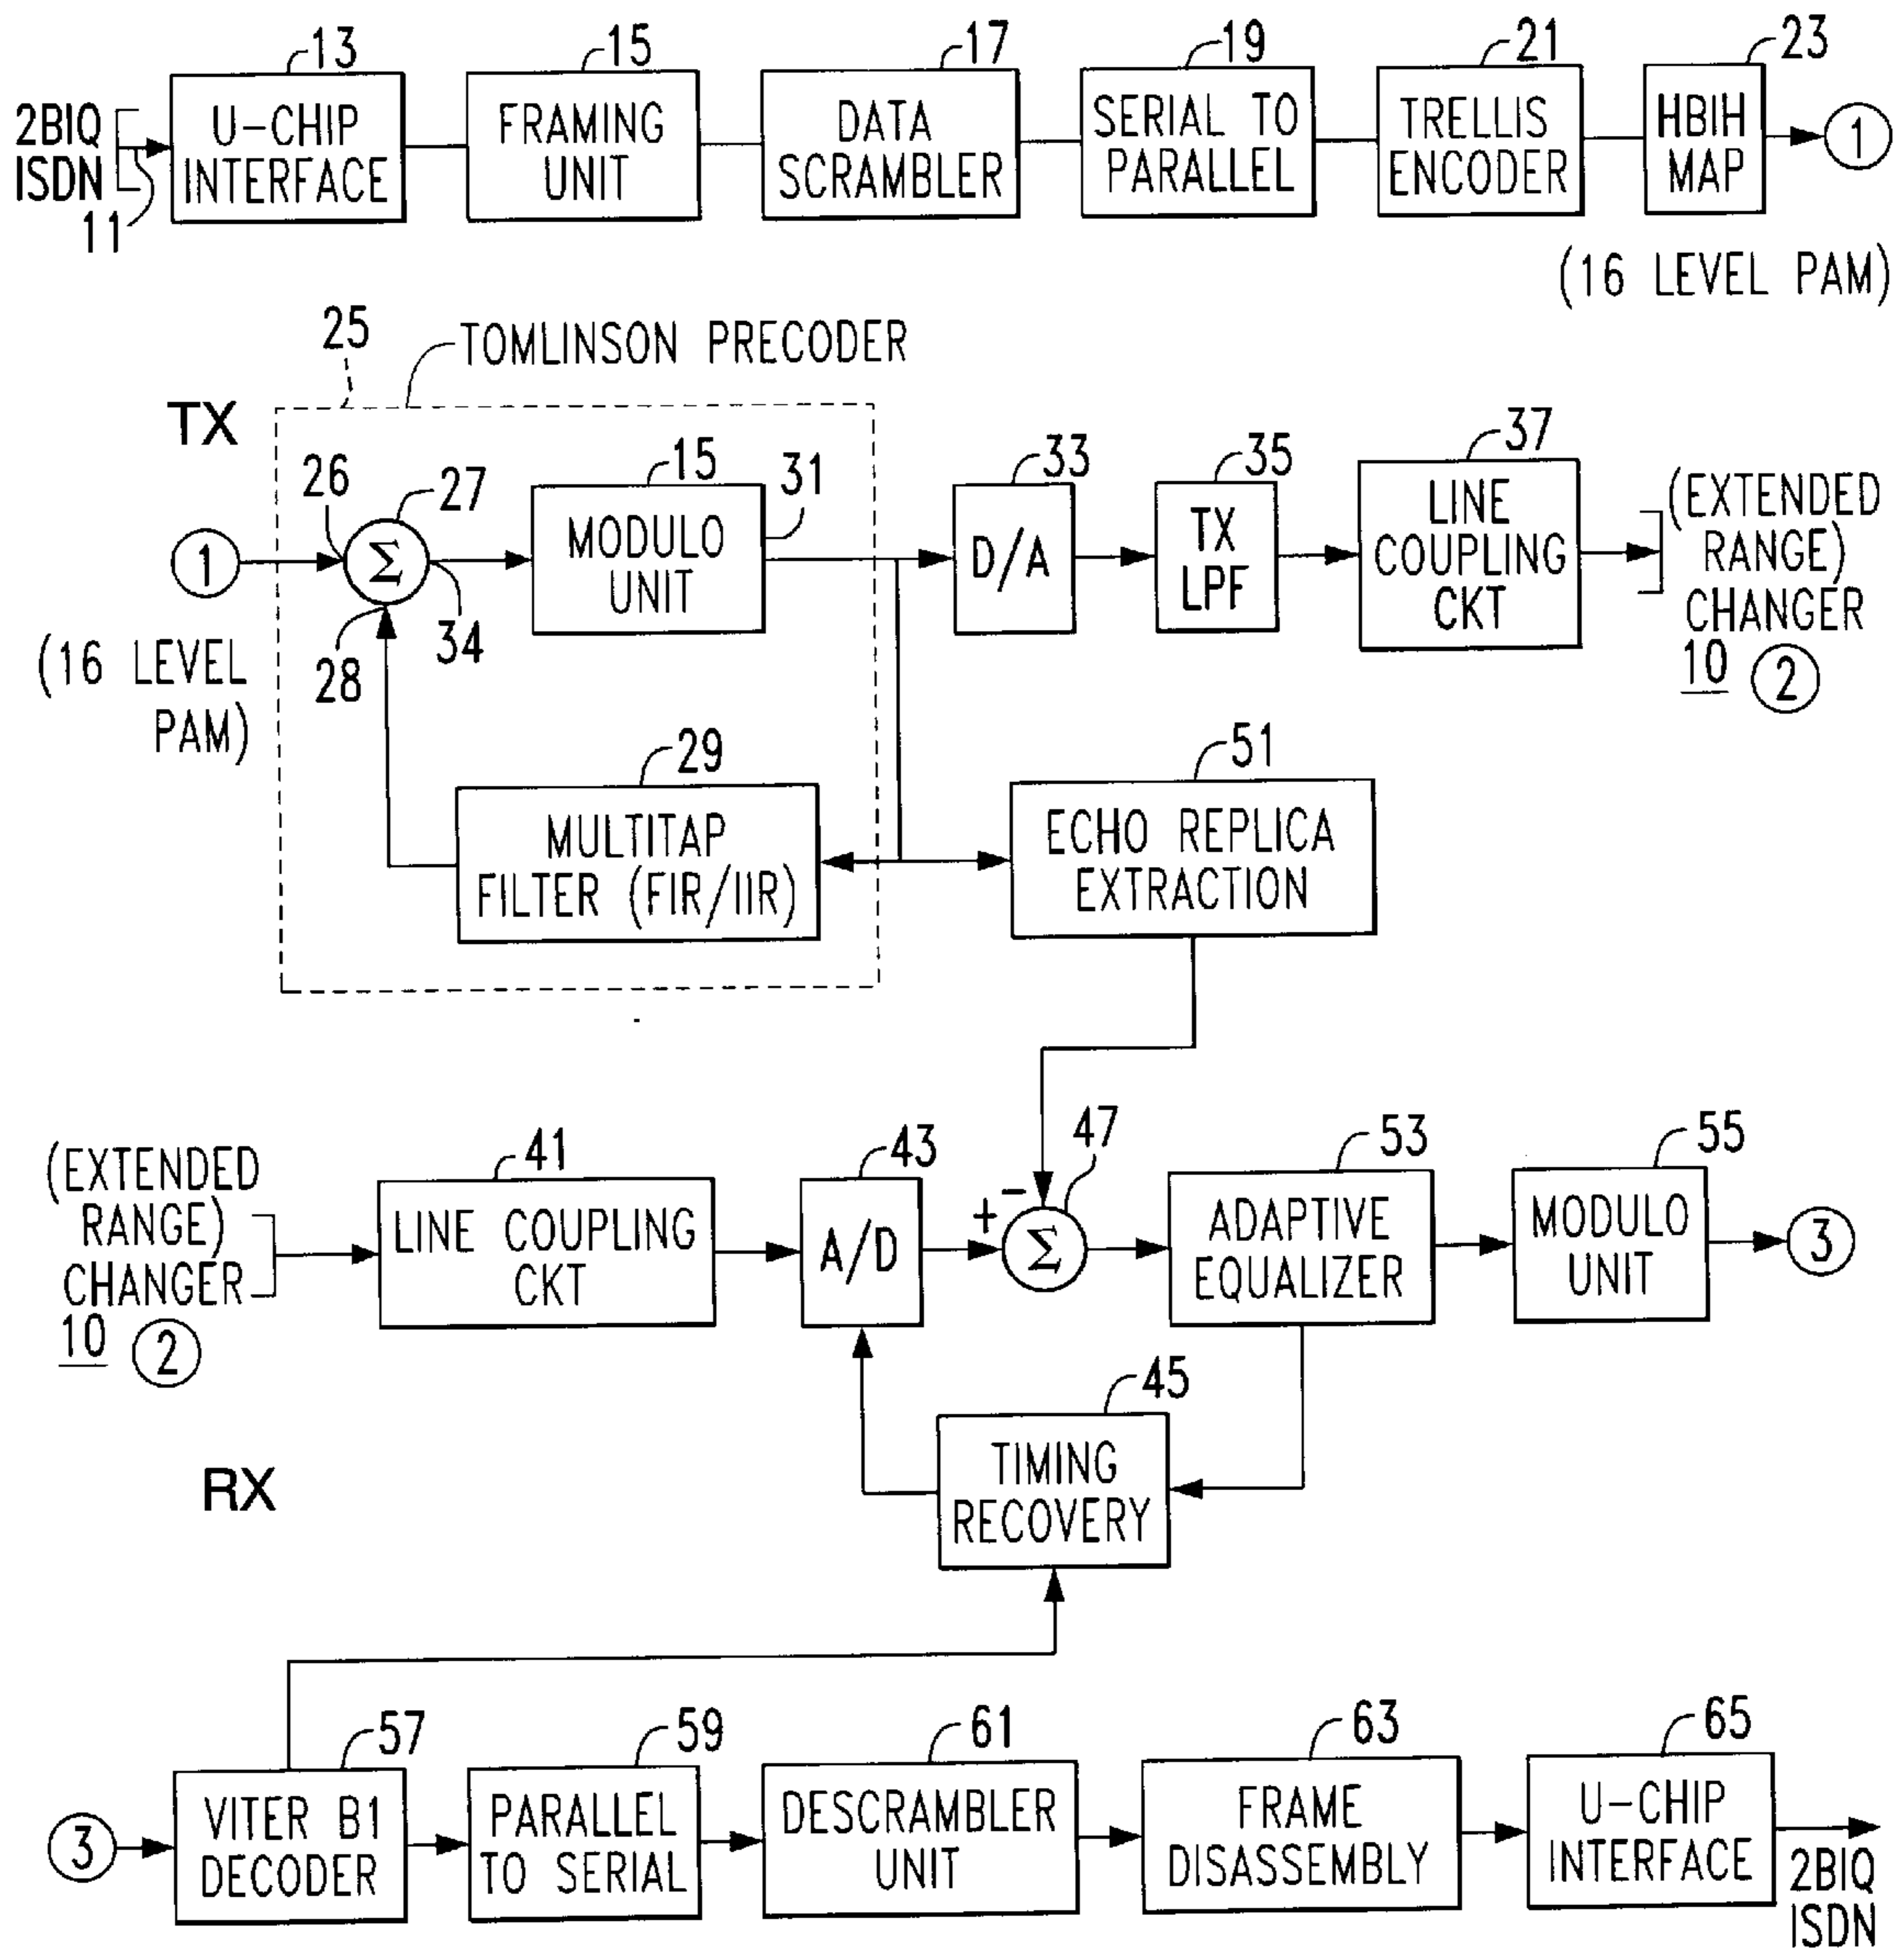 13
15
17
19
21
23
2BIQ
ISDN
11
U-CHIP
INTERFACE
FRAMING
UNIT
DATA
SCRAMBLER
SERIAL TO
PARALLEL
TRELLIS
ENCODER
HBIH
MAP
1
(16 LEVEL PAM)
25
TOMLINSON PRECODER
TX
26
27
15
31
33
35
37
1
Σ
MODULO
UNIT
D/A
TX
LPF
LINE
COUPLING
CKT
(EXTENDED
RANGE)
CHANGER
10
2
(16 LEVEL
PAM)
28
34
29
51
MULTITAP
FILTER (FIR/IIR)
ECHO REPLICA
EXTRACTION
41
43
47
53
55
(EXTENDED
RANGE)
CHANGER
10
2
LINE COUPLING
CKT
A/D
+
-
Σ
ADAPTIVE
EQUALIZER
MODULO
UNIT
3
45
TIMING
RECOVERY
RX
57
59
61
63
65
3
VITER B1
DECODER
PARALLEL
TO SERIAL
DESCRAMBLER
UNIT
FRAME
DISASSEMBLY
U-CHIP
INTERFACE
2BIQ
ISDN